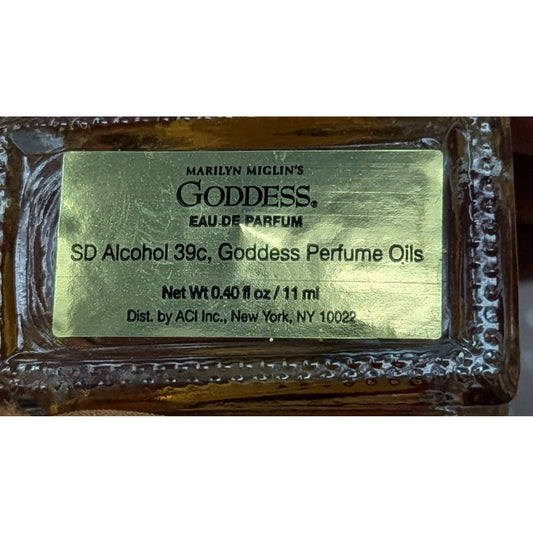 MARILYN MIGLIN'S
GODDESS®
EAU DE PARFUM
SD Alcohol 39c, Goddess Perfume Oils
Net Wt 0.40 fl oz / 11 ml
Dist. by ACI Inc., New York, NY 10022